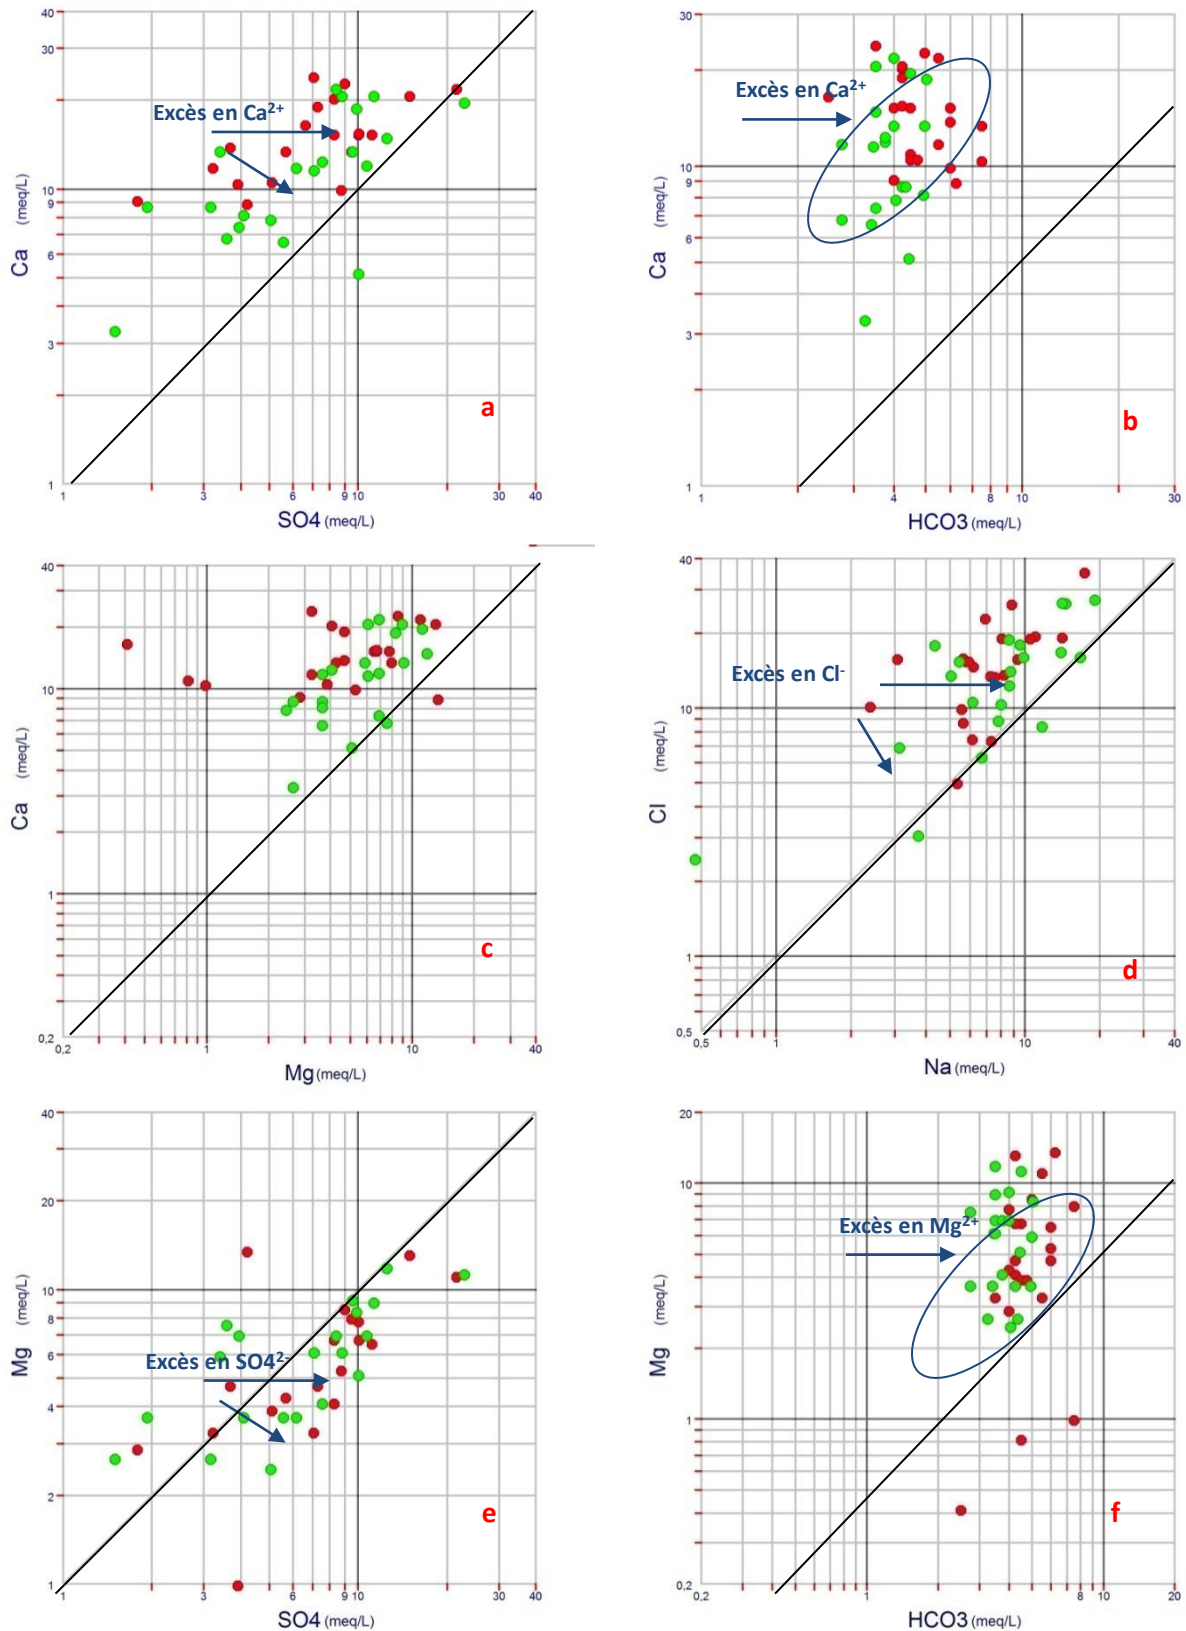 40
30
10
9
6
3
1
Ca (meq/L)
Excès en Ca²⁺
a
1 3 6 9 10 30 40
SO4 (meq/L)
30
10
9
6
3
1
Ca (meq/L)
Excès en Ca²⁺
b
1 4 8 10 30
HCO3 (meq/L)
40
10
1
0,2
Ca (meq/L)
c
0,2 1 10 40
Mg (meq/L)
40
10
1
0,5
Cl (meq/L)
Excès en Cl⁻
d
0,5 1 10 40
Na (meq/L)
40
20
10
8
6
4
2
1
Mg (meq/L)
Excès en SO4²⁻
e
1 3 6 9 10 30 40
SO4 (meq/L)
20
10
1
0,2
Mg (meq/L)
Excès en Mg²⁺
f
0,2 1 8 10 20
HCO3 (meq/L)